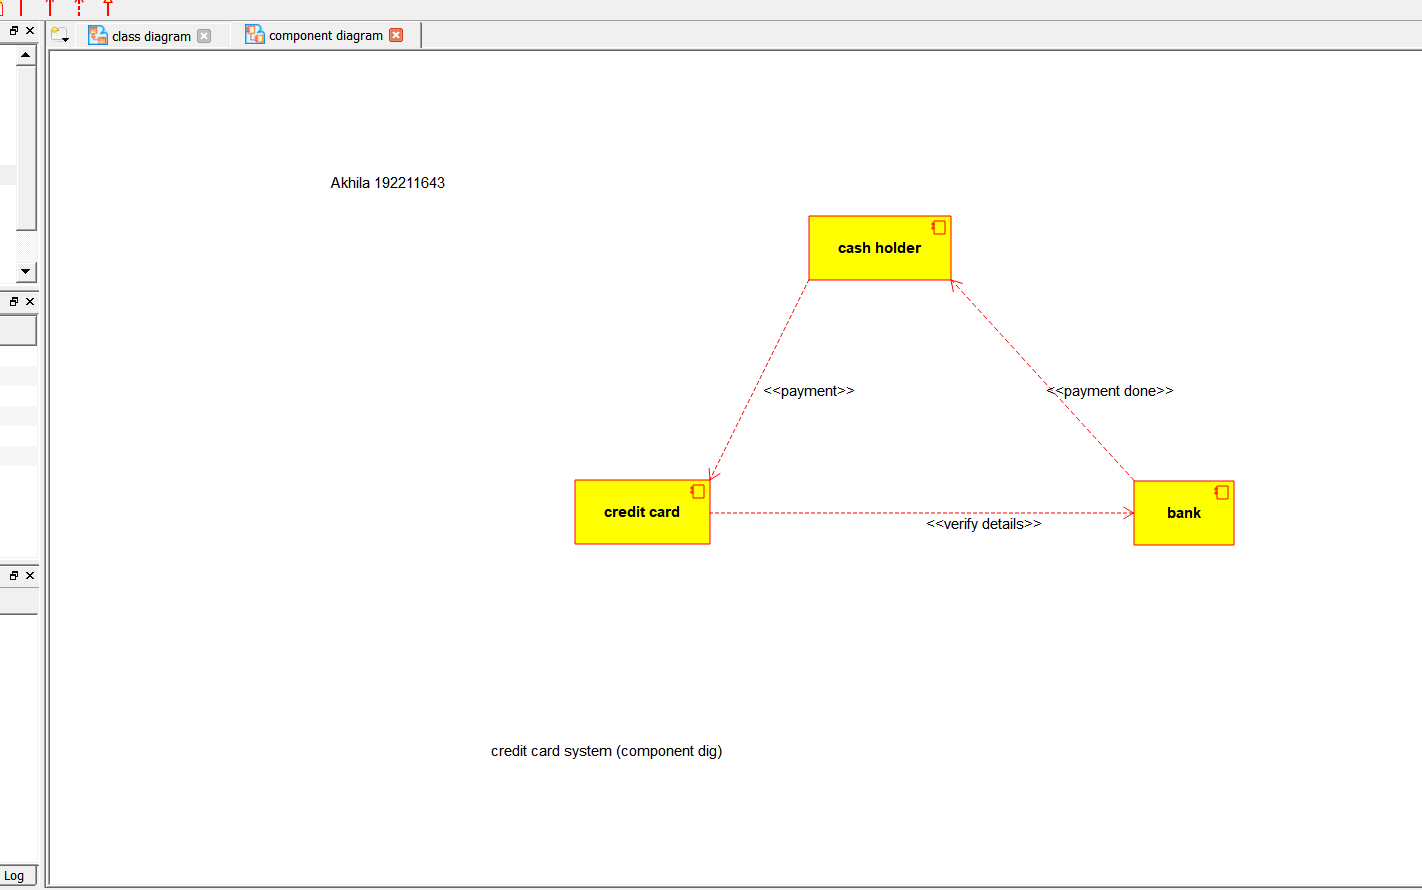 class diagram
component diagram
Akhila 192211643
cash holder
<<payment>>
<<payment done>>
credit card
bank
<<verify details>>
credit card system (component dig)
Log